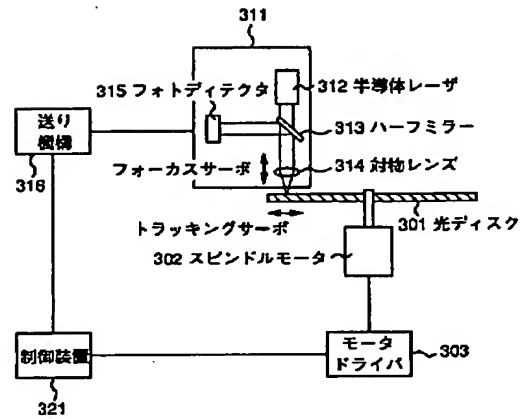 311
315 フォトディテクタ
312 半導体レーザ
313 ハーフミラー
送り
機構
316
フォーカスサーボ
314 対物レンズ
トラッキングサーボ
301 光ディスク
302 スピンドルモータ
制御装置
321
モータ
ドライバ
303